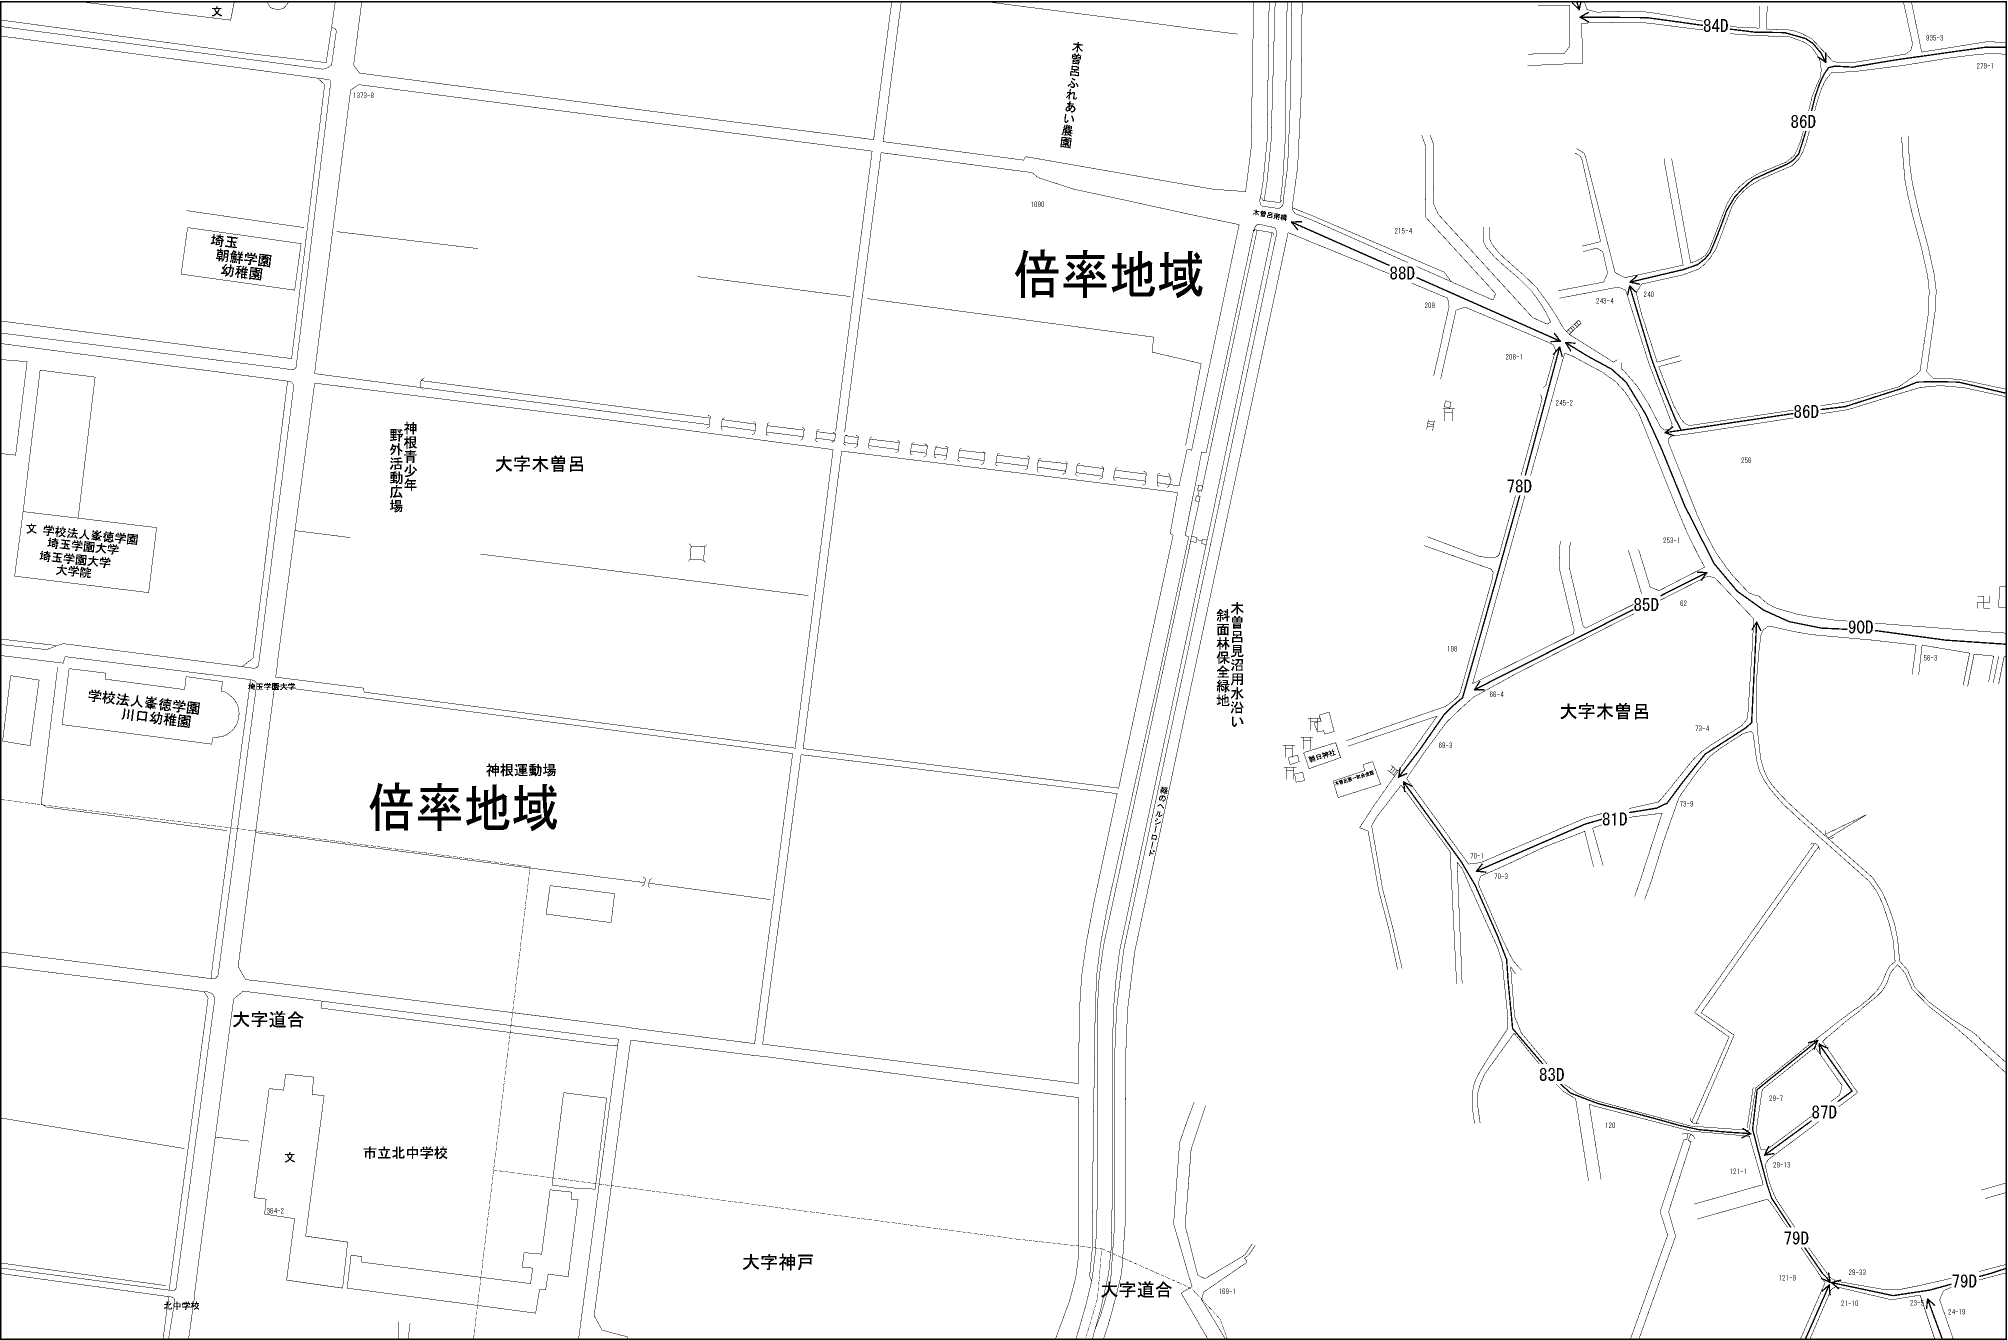 文
84D
935-3
279-1
木曽呂ふれあい農園
1373-8
86D
1090
木曽呂南橋
215-4
埼玉
朝鮮学園
幼稚園
倍率地域
88D
243-4
240
209
208-1
245-2
86D
256
神根青少年
野外活動広場
大字木曽呂
78D
文 学校法人峯徳学園
埼玉学園大学
埼玉学園大学
大学院
253-1
85D
62
木曽呂見沼用水沿い
斜面林保全緑地
90D
198
56-3
埼玉学園大学
66-4
学校法人峯徳学園
川口幼稚園
大字木曽呂
73-4
69-3
朝日神社
神根運動場
倍率地域
緑のヘルシーロード
73-9
81D
70-1
70-3
大字道合
83D
29-7
87D
120
市立北中学校
文
121-1
29-13
364-2
79D
大字神戸
大字道合
169-1
121-9
29-33
79D
21-10
24-19
北中学校